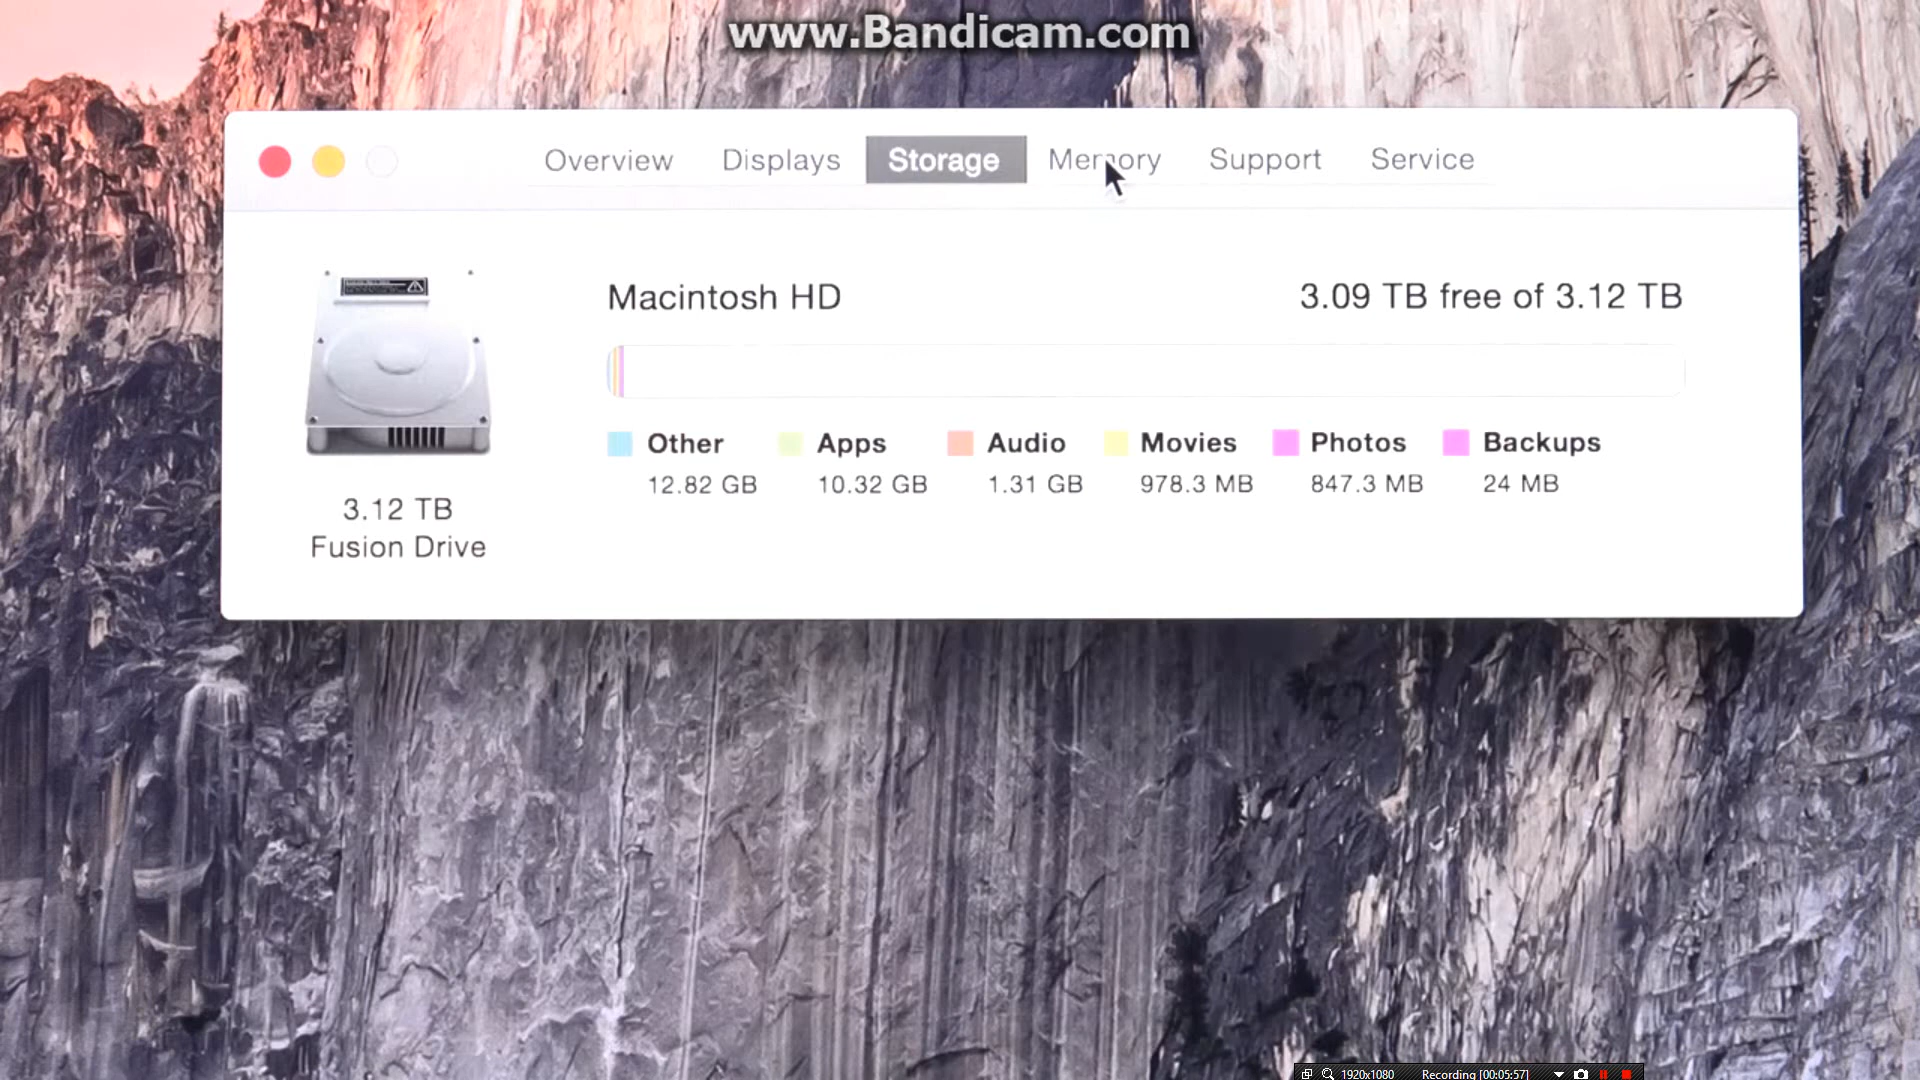 www.Bandicam.com
Overview Displays Storage Memory Support Service
Macintosh HD 3.09 TB free of 3.12 TB
Other Apps Audio Movies Photos Backups
12.82 GB 10.32 GB 1.31 GB 978.3 MB 847.3 MB 24 MB
3.12 TB
Fusion Drive
1920x1080 Recording [00:05:57]